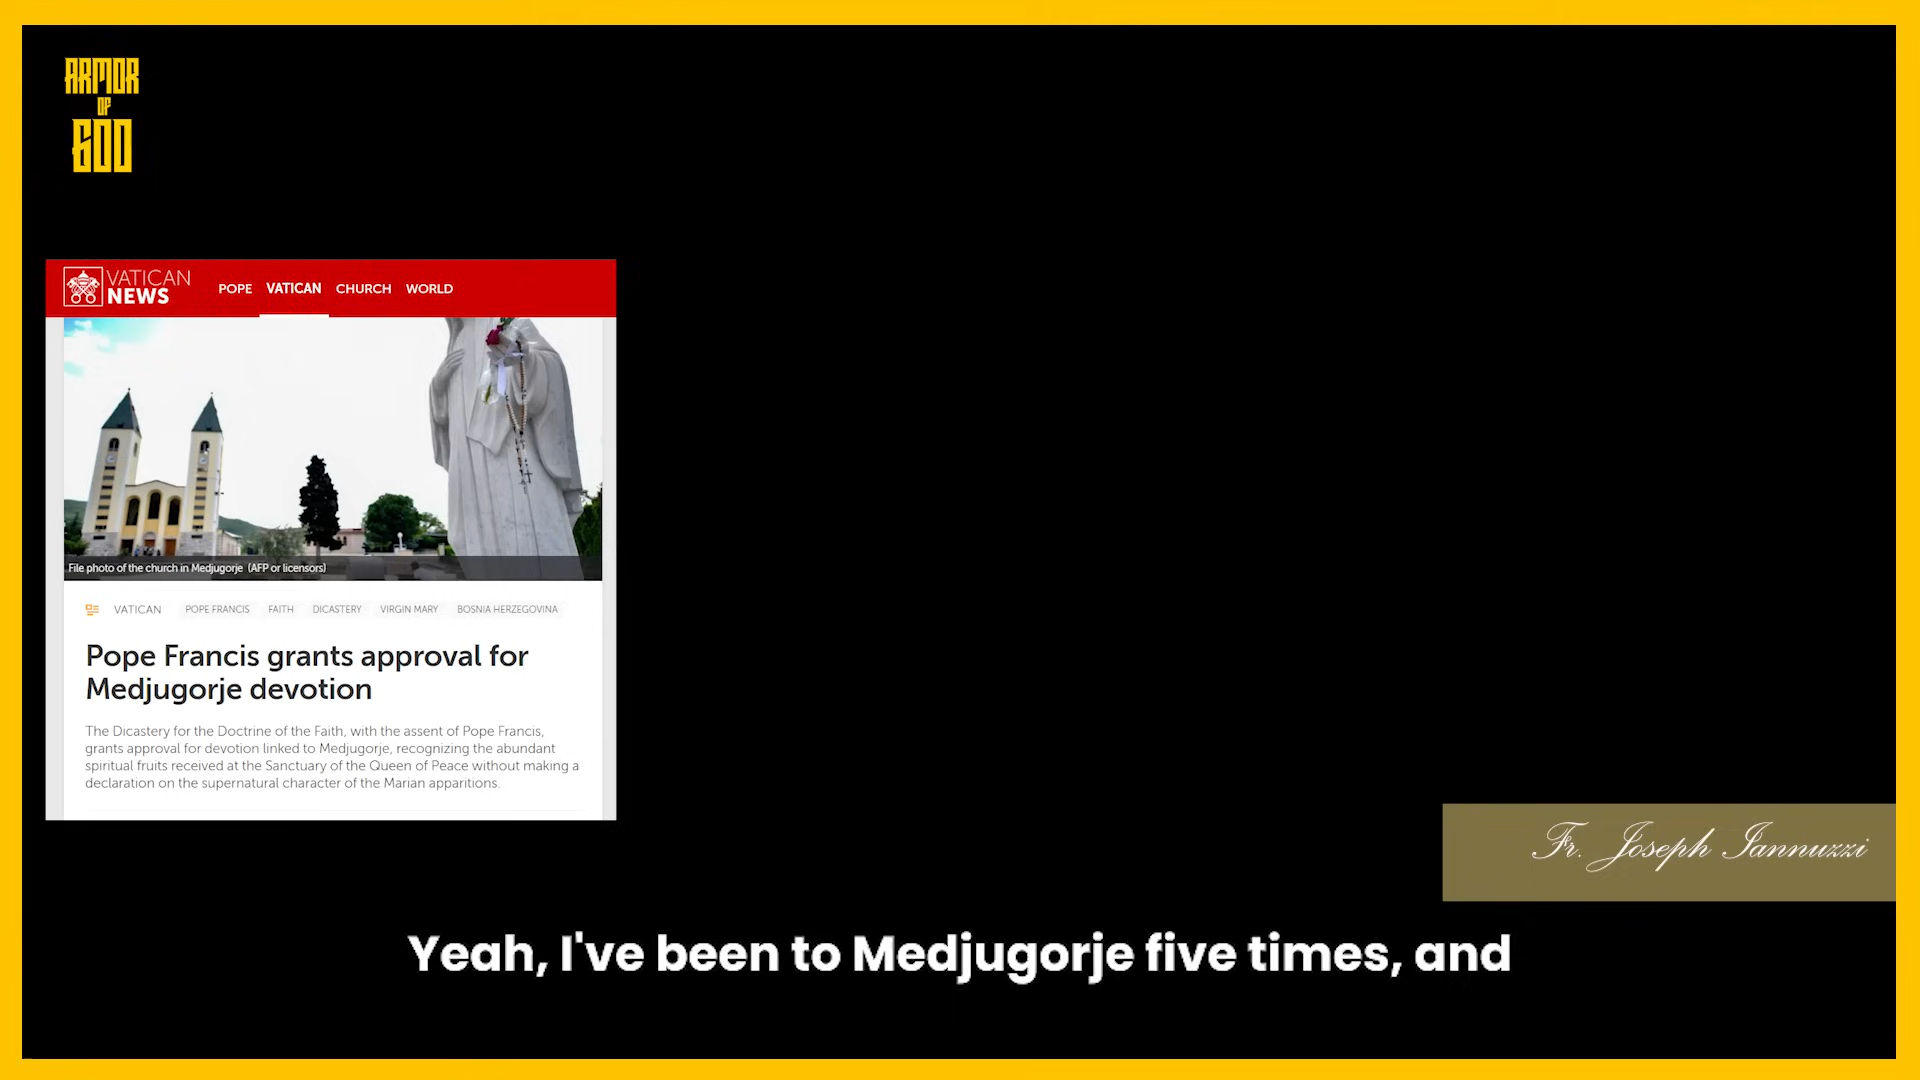 ARMOR
OF
GOD
VATICAN
NEWS
POPE VATICAN CHURCH WORLD
File photo of the church in Medjugorje (AFP or licensors)
VATICAN POPE FRANCIS FAITH DICASTERY VIRGIN MARY BOSNIA HERZEGOVINA
Pope Francis grants approval for
Medjugorje devotion
The Dicastery for the Doctrine of the Faith, with the assent of Pope Francis,
grants approval for devotion linked to Medjugorje, recognizing the abundant
spiritual fruits received at the Sanctuary of the Queen of Peace without making a
declaration on the supernatural character of the Marian apparitions.
Fr. Joseph Iannuzzi
Yeah, I've been to Medjugorje five times, and